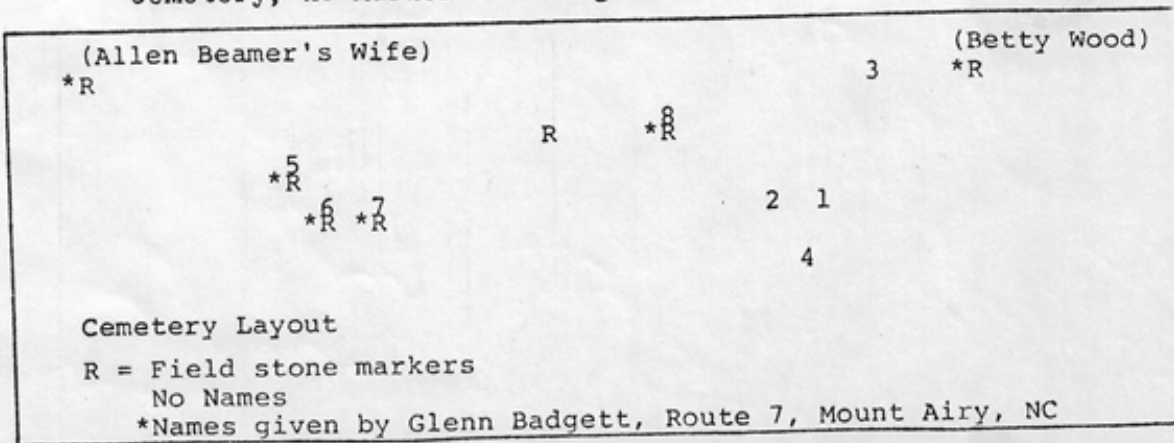 (Allen Beamer's Wife) (Betty Wood)
*R 3 *R
8
R *R
5
*R
2 1
6 7
*R *R
4
Cemetery Layout
R = Field stone markers
No Names
*Names given by Glenn Badgett, Route 7, Mount Airy, NC